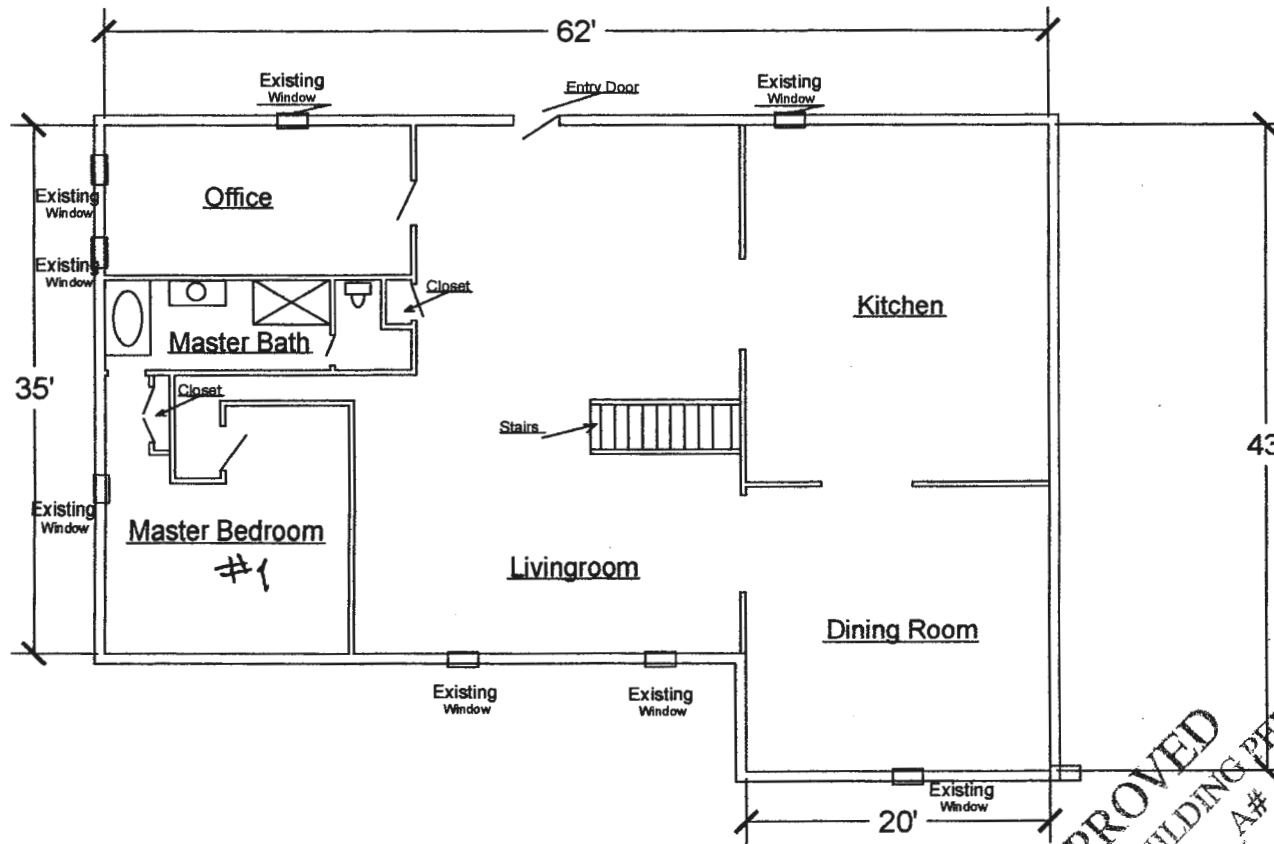 62'
Existing
Window
Entry Door
Existing
Window
Existing
Window
Office
Existing
Window
Closet
Kitchen
Master Bath
35'
Closet
Stairs
43
Existing
Window
Master Bedroom
#1
Livingroom
Dining Room
Existing
Window
Existing
Window
Existing
Window
20'
PROVED
A#